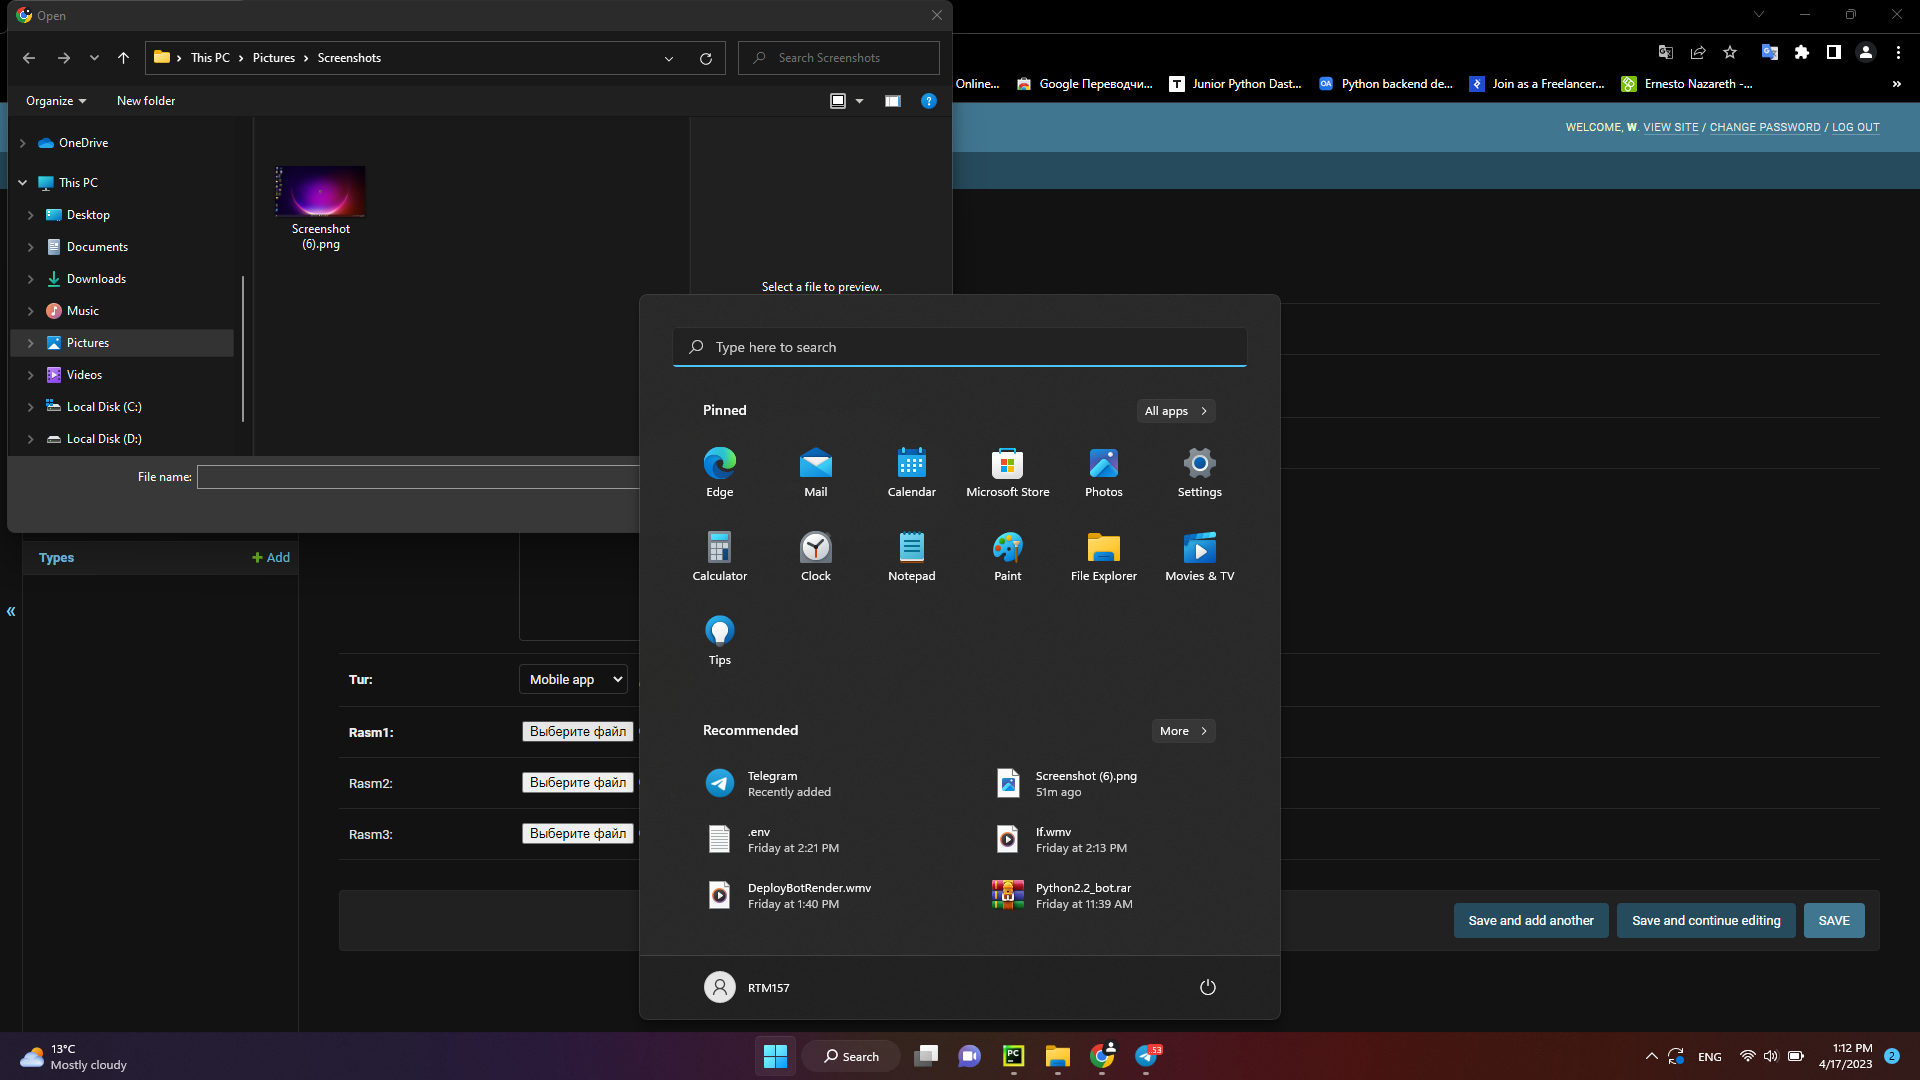 Open
This PC
Pictures
Screenshots
Search Screenshots
Organize
New folder
OneDrive
This PC
Desktop
Documents
Downloads
Music
Pictures
Videos
Local Disk (C:)
Local Disk (D:)
Screenshot
(6).png
Select a file to preview.
File name:
Online...
Google Переводчи...
Junior Python Dast...
OA
Python backend de...
Join as a Freelancer...
Ernesto Nazareth -...
WELCOME, W. VIEW SITE / CHANGE PASSWORD / LOG OUT
Types
Add
Tur:
Mobile app
Rasm1:
Выберите файл
Rasm2:
Выберите файл
Rasm3:
Выберите файл
Save and add another
Save and continue editing
SAVE
Type here to search
Pinned
All apps
Edge
Mail
Calendar
Microsoft Store
Photos
Settings
Calculator
Clock
Notepad
Paint
File Explorer
Movies & TV
Tips
Recommended
More
Telegram
Recently added
Screenshot (6).png
51m ago
.env
Friday at 2:21 PM
If.wmv
Friday at 2:13 PM
DeployBotRender.wmv
Friday at 1:40 PM
Python2.2_bot.rar
Friday at 11:39 AM
RTM157
13°C
Mostly cloudy
Search
PC
ENG
1:12 PM
4/17/2023
2